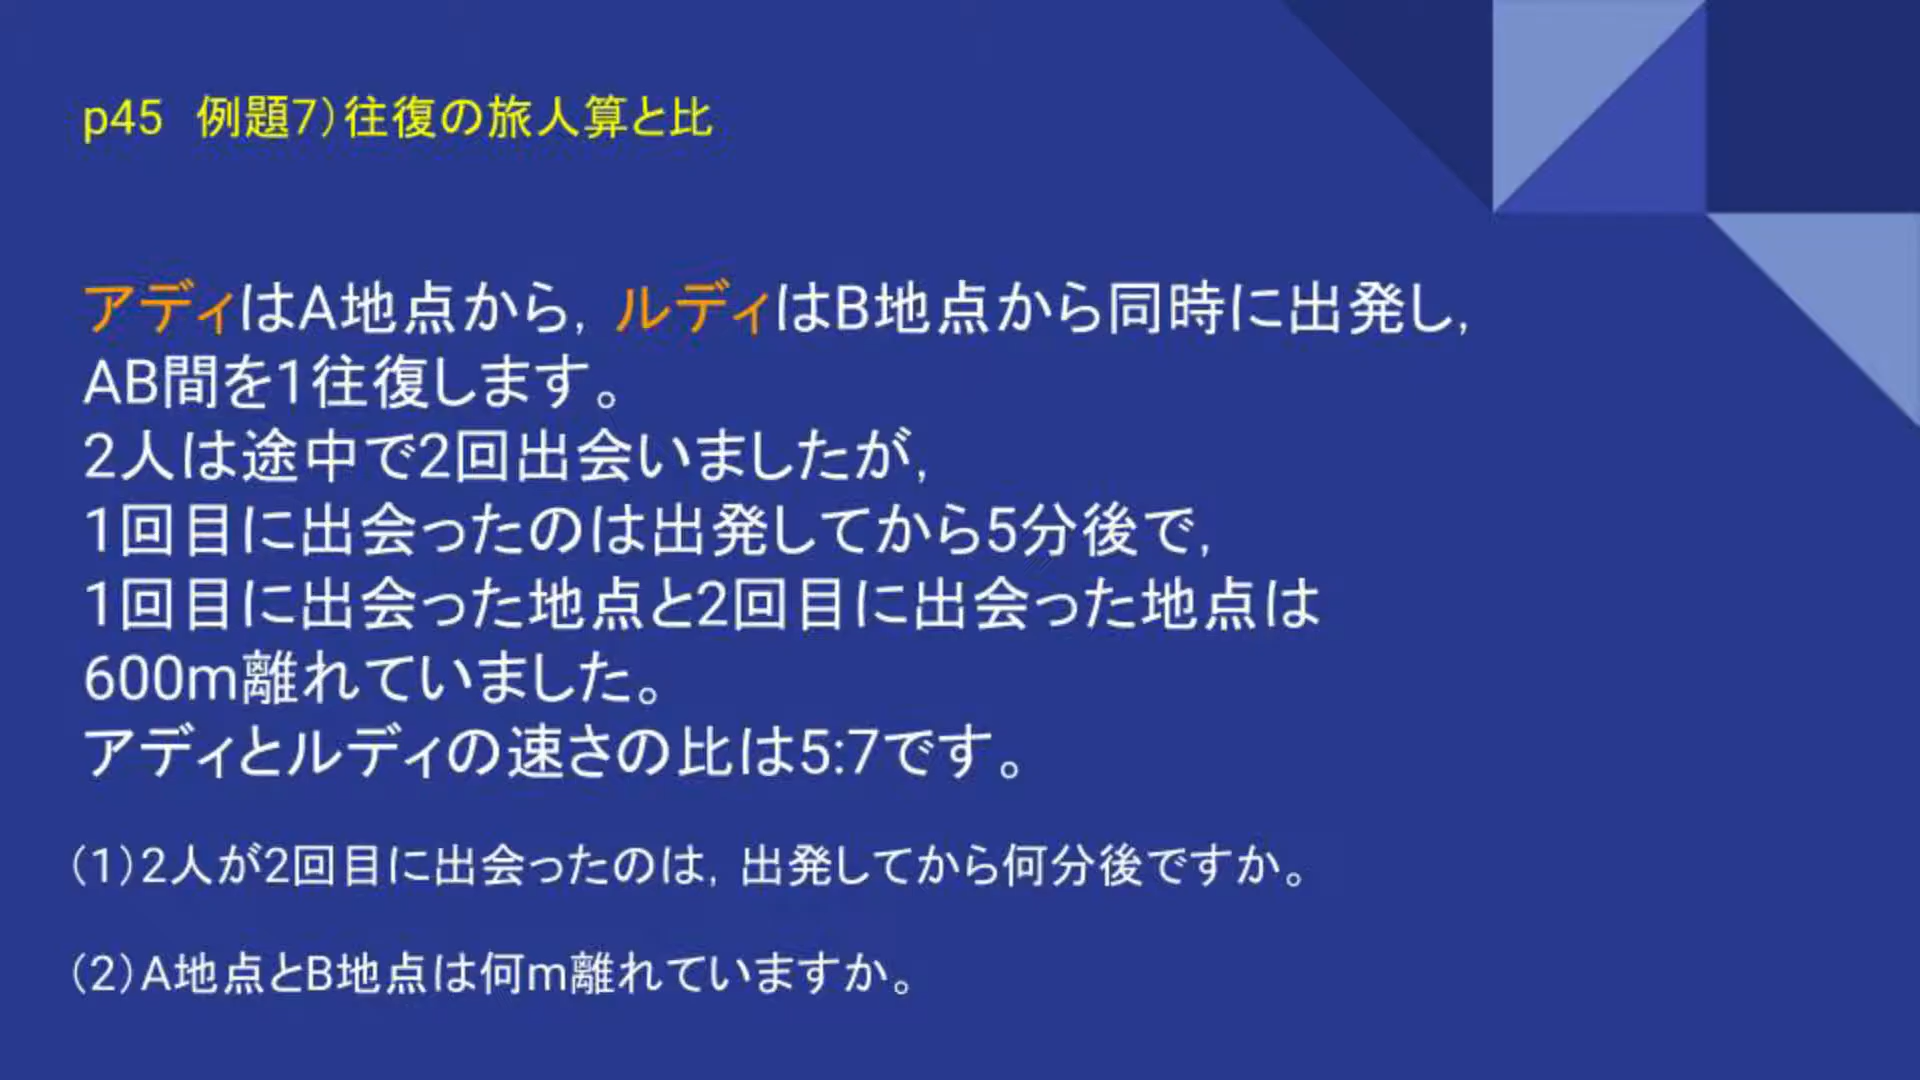 p45　例題7）往復の旅人算と比
アディはA地点から，ルディはB地点から同時に出発し，
AB間を1往復します。
2人は途中で2回出会いましたが，
1回目に出会ったのは出発してから5分後で，
1回目に出会った地点と2回目に出会った地点は
600m離れていました。
アディとルディの速さの比は5:7です。
（1）2人が2回目に出会ったのは，出発してから何分後ですか。
（2）A地点とB地点は何m離れていますか。